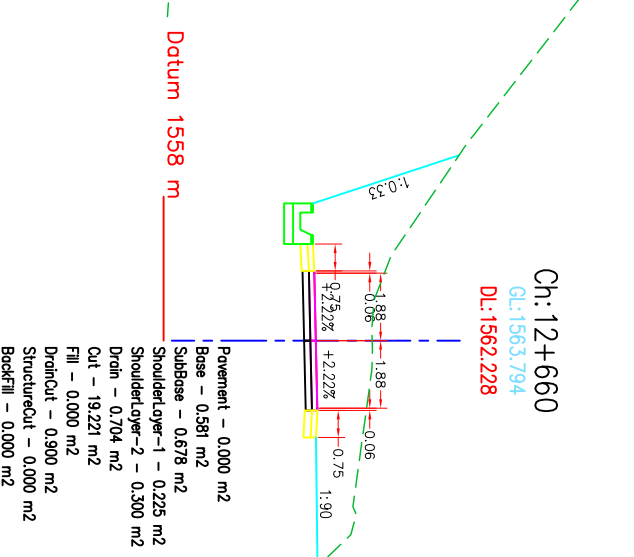 Ch:12+660
GL:1563.794
DL:1562.228
1:0.33
0.75
0.06
1.88
+2.22%
+2.22%
1.88
0.06
0.75
1:90
Datum 1558 m
Pavement - 0.000 m2
Base - 0.581 m2
SubBase - 0.678 m2
ShoulderLayer-1 - 0.225 m2
ShoulderLayer-2 - 0.300 m2
Drain - 0.704 m2
Cut - 19.221 m2
Fill - 0.000 m2
DrainCut - 0.900 m2
StructureCut - 0.000 m2
BackFill - 0.000 m2